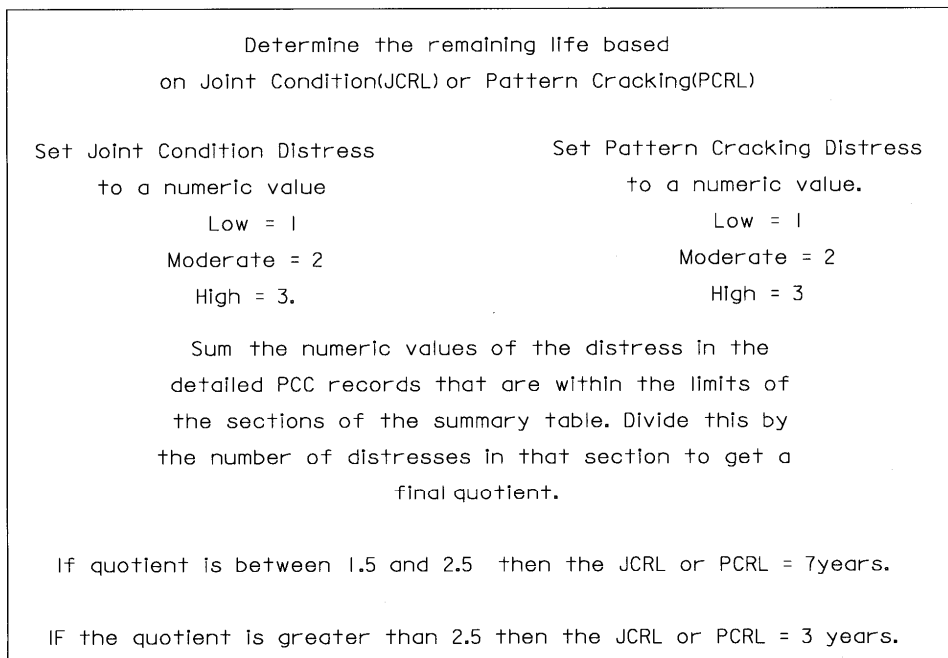 Determine the remaining life based
on Joint Condition(JCRL) or Pattern Cracking(PCRL)
Set Joint Condition Distress
to a numeric value
Low = 1
Moderate = 2
High = 3.
Set Pattern Cracking Distress
to a numeric value.
Low = 1
Moderate = 2
High = 3
Sum the numeric values of the distress in the
detailed PCC records that are within the limits of
the sections of the summary table. Divide this by
the number of distresses in that section to get a
final quotient.
If quotient is between 1.5 and 2.5 then the JCRL or PCRL = 7years.
IF the quotient is greater than 2.5 then the JCRL or PCRL = 3 years.